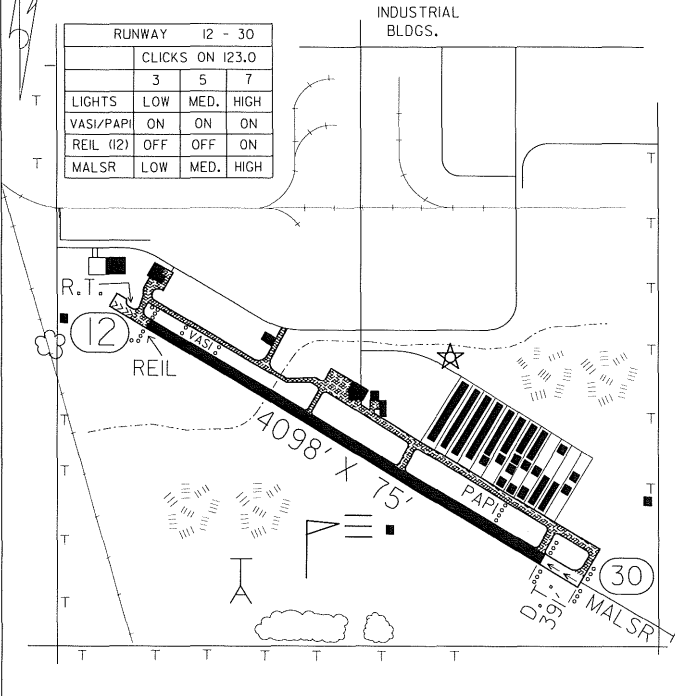 INDUSTRIAL
BLDGS.
RUNWAY 12 - 30
CLICKS ON 123.0
3 5 7
LIGHTS LOW MED. HIGH
VASI/PAPI ON ON ON
REIL (12) OFF OFF ON
MALSR LOW MED. HIGH
T
T
T
T
T
T
R.T.
12
VASI
REIL
T
T
4098' X 75'
PAPI
T
T
T
T
T
30
D.T.
391'
MALSR
T
T
T
T
T
T
T